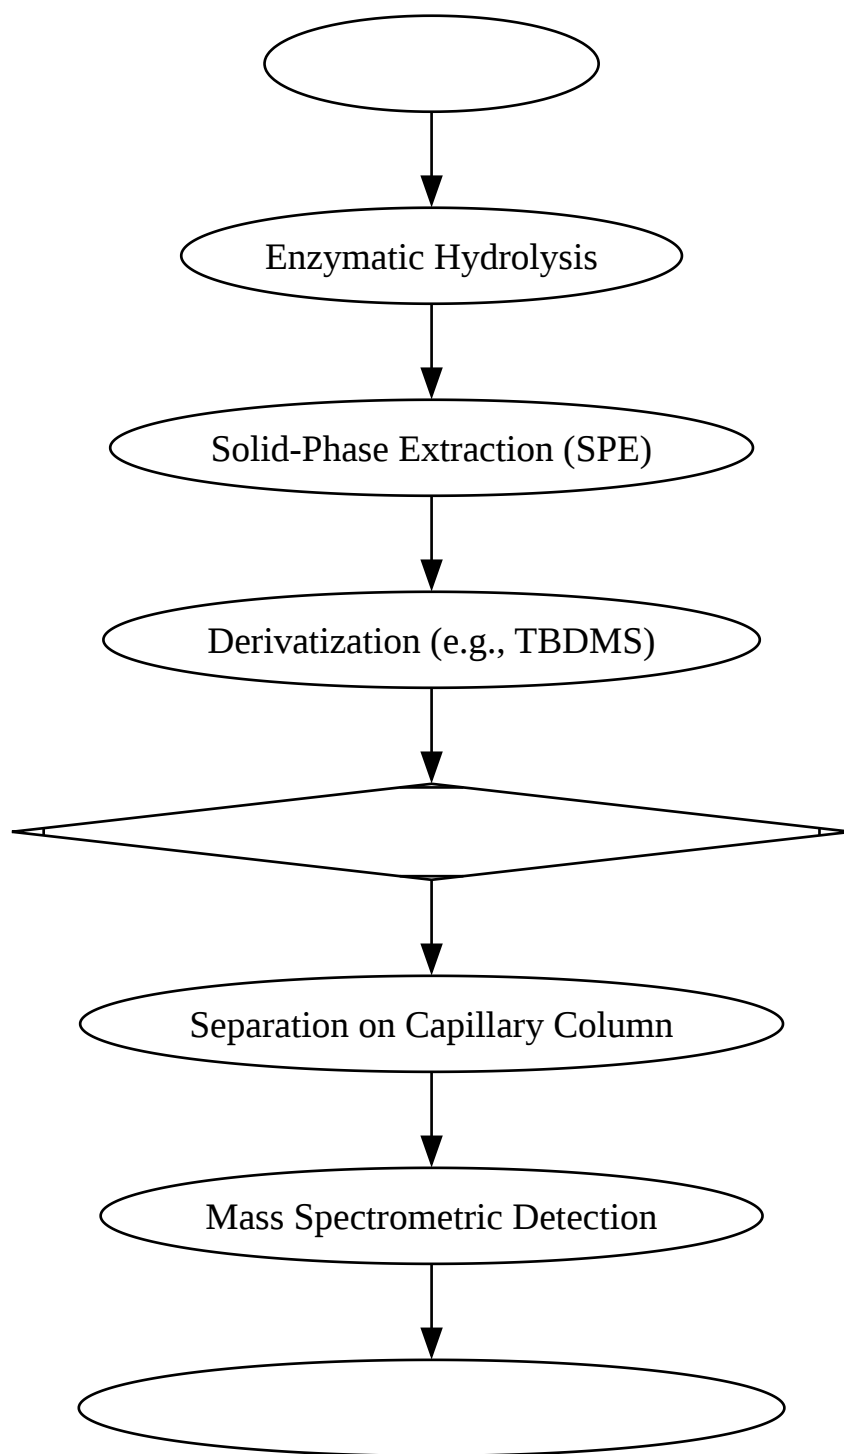 Enzymatic Hydrolysis
Solid-Phase Extraction (SPE)
Derivatization (e.g., TBDMS)
Separation on Capillary Column
Mass Spectrometric Detection